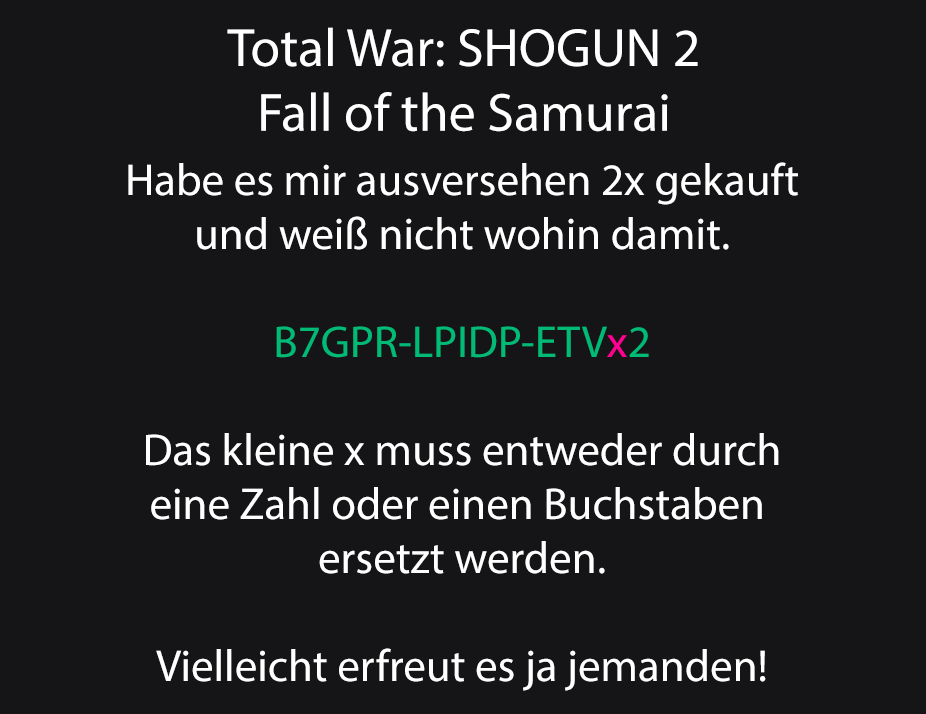 Total War: SHOGUN 2
Fall of the Samurai
Habe es mir ausversehen 2x gekauft
und weiß nicht wohin damit.
B7GPR-LPIDP-ETVx2
Das kleine x muss entweder durch
eine Zahl oder einen Buchstaben
ersetzt werden.
Vielleicht erfreut es ja jemanden!